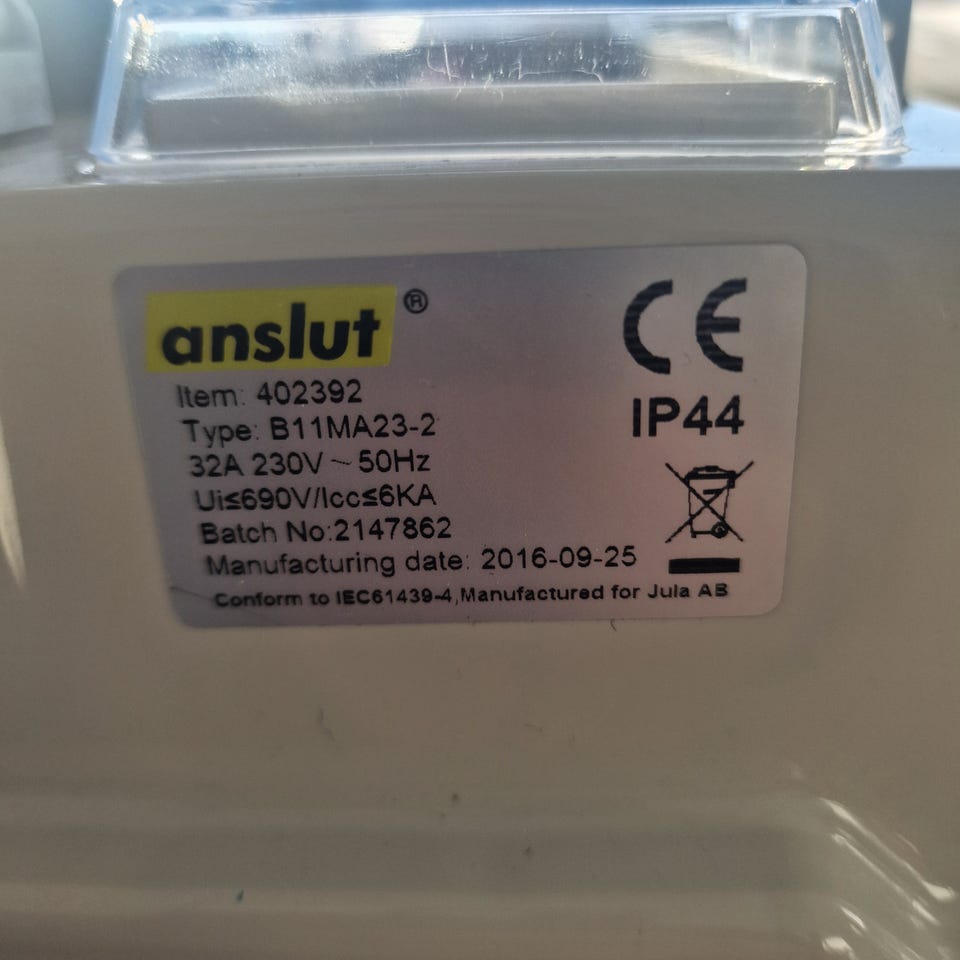 anslut®
CE
Item: 402392
IP44
Type: B11MA23-2
32A 230V ~ 50Hz
Ui≤690V/Icc≤6KA
Batch No:2147862
Manufacturing date: 2016-09-25
Conform to IEC61439-4,Manufactured for Jula AB